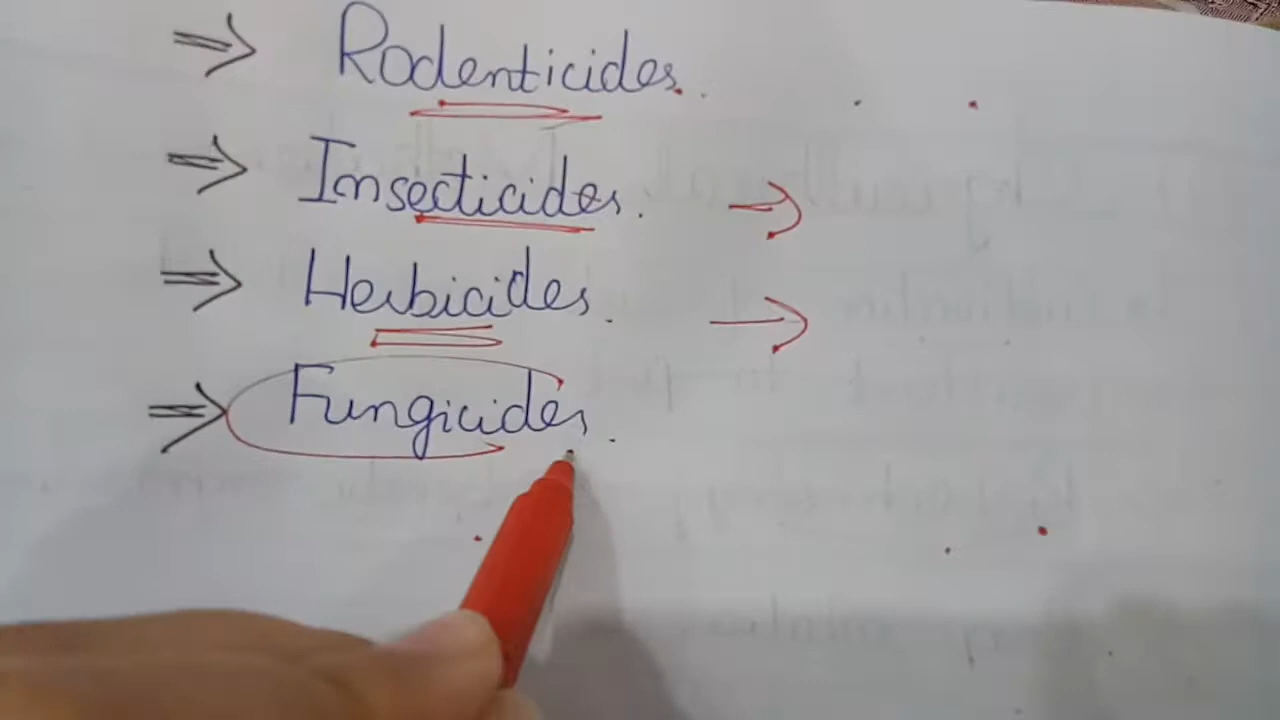 ⇒ Rodenticides.
⇒ Insecticides. →
⇒ Herbicides. →
⇒ Fungicides.